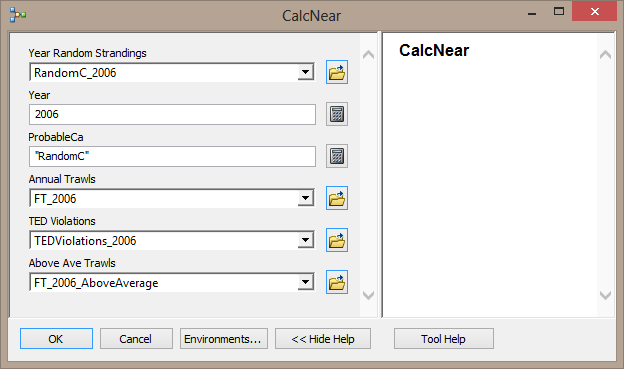 CalcNear
Year Random Strandings
RandomC_2006
Year
2006
ProbableCa
"RandomC"
Annual Trawls
FT_2006
TED Violations
TEDViolations_2006
Above Ave Trawls
FT_2006_AboveAverage
CalcNear
OK
Cancel
Environments...
<< Hide Help
Tool Help